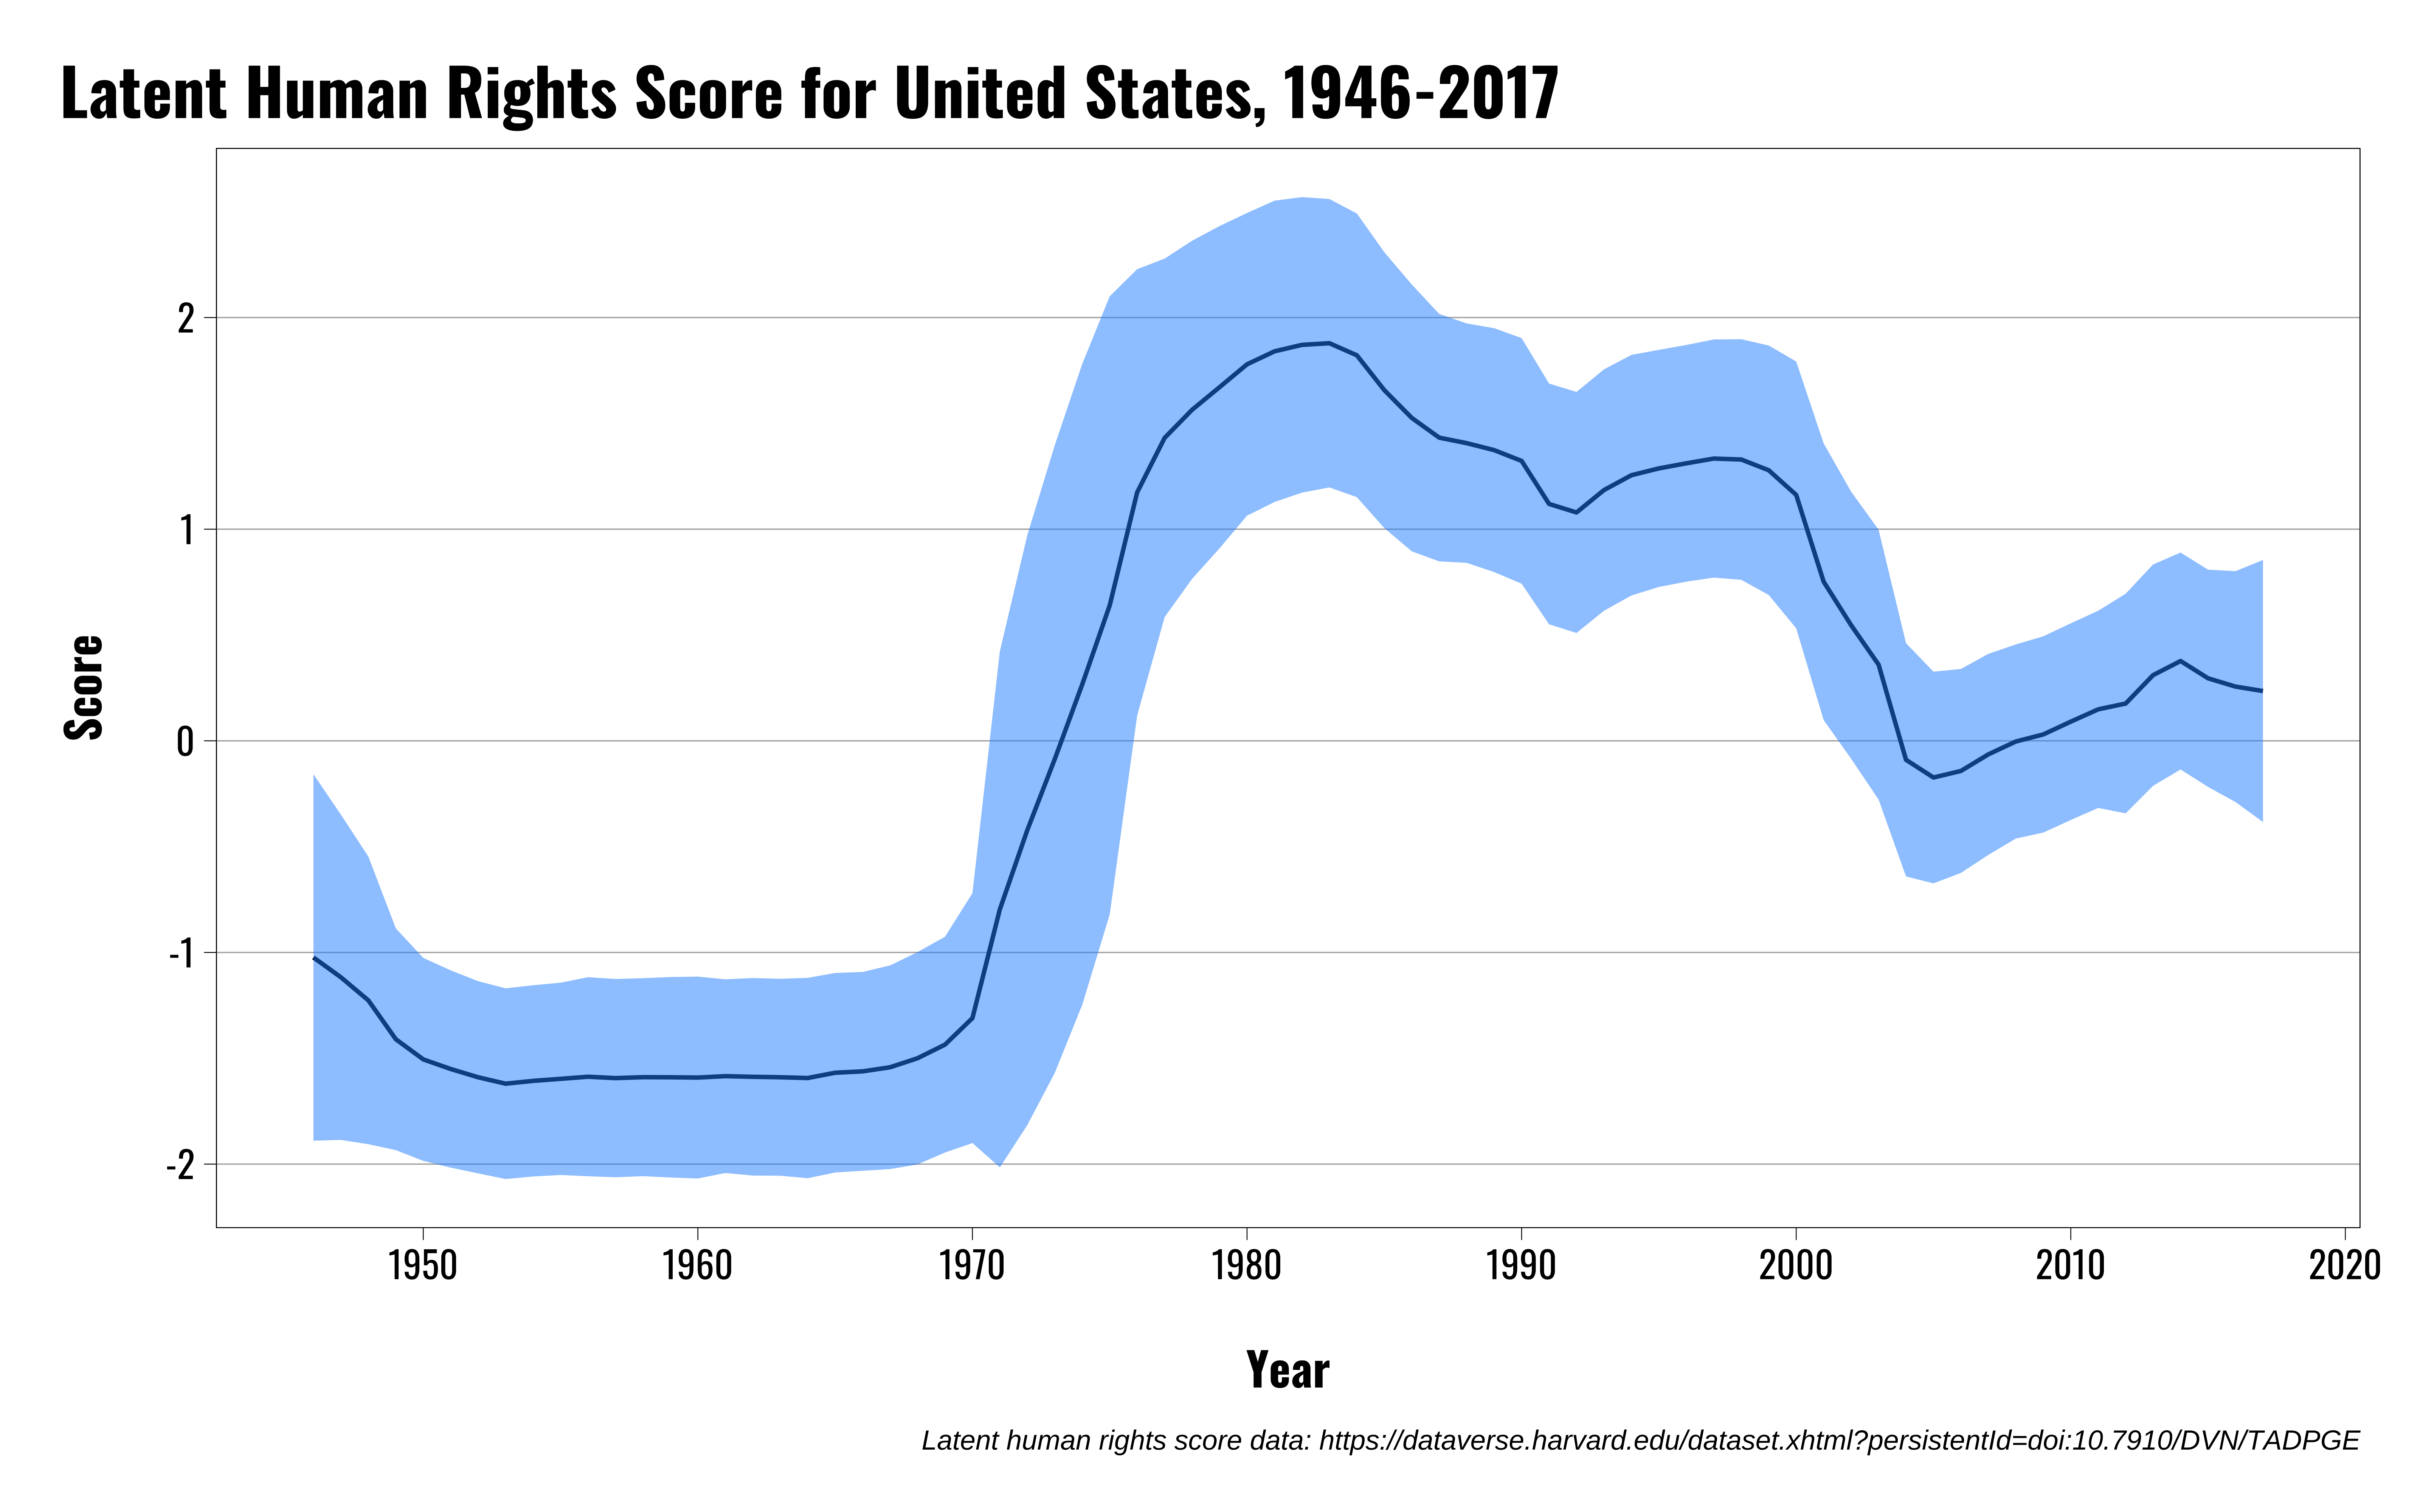 Latent Human Rights Score for United States, 1946-2017
Score
2
1
0
-1
-2
1950 1960 1970 1980 1990 2000 2010 2020
Year
Latent human rights score data: https://dataverse.harvard.edu/dataset.xhtml?persistentId=doi:10.7910/DVN/TADPGE